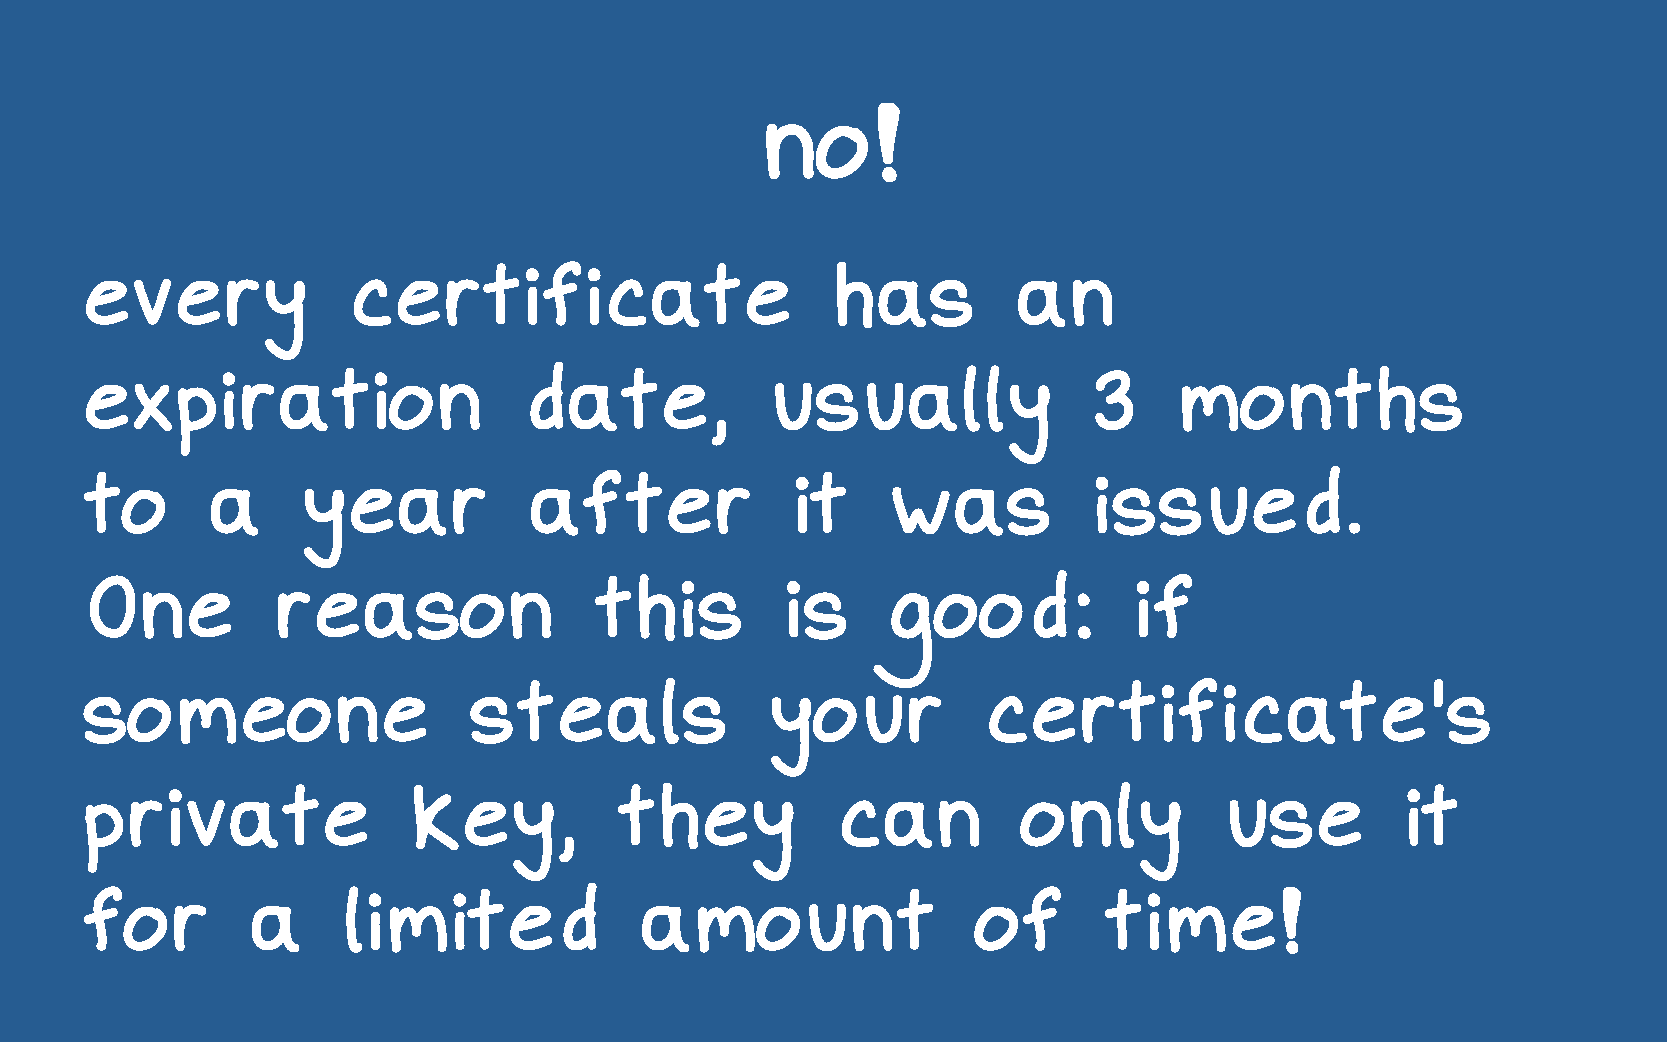 no!
every certificate has an
expiration date, usually 3 months
to a year after it was issued.
One reason this is good: if
someone steals your certificate's
private key, they can only use it
for a limited amount of time!